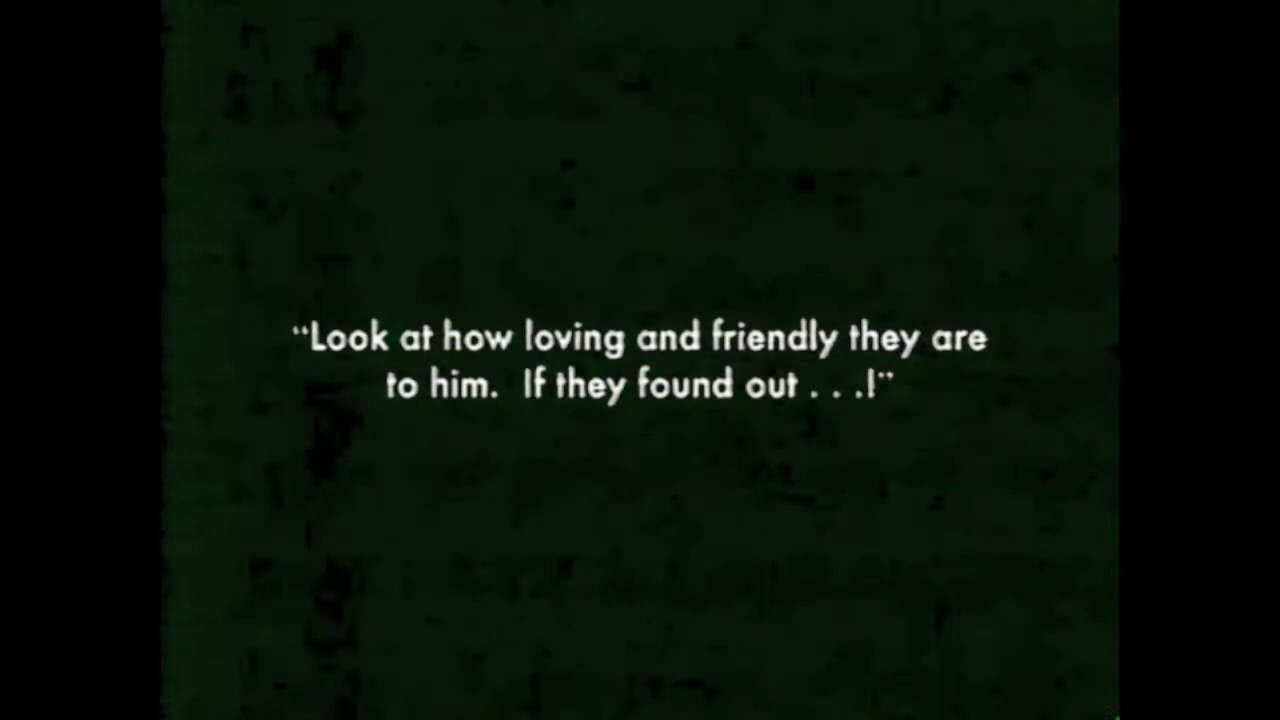 “Look at how loving and friendly they are
to him. If they found out . . .!”